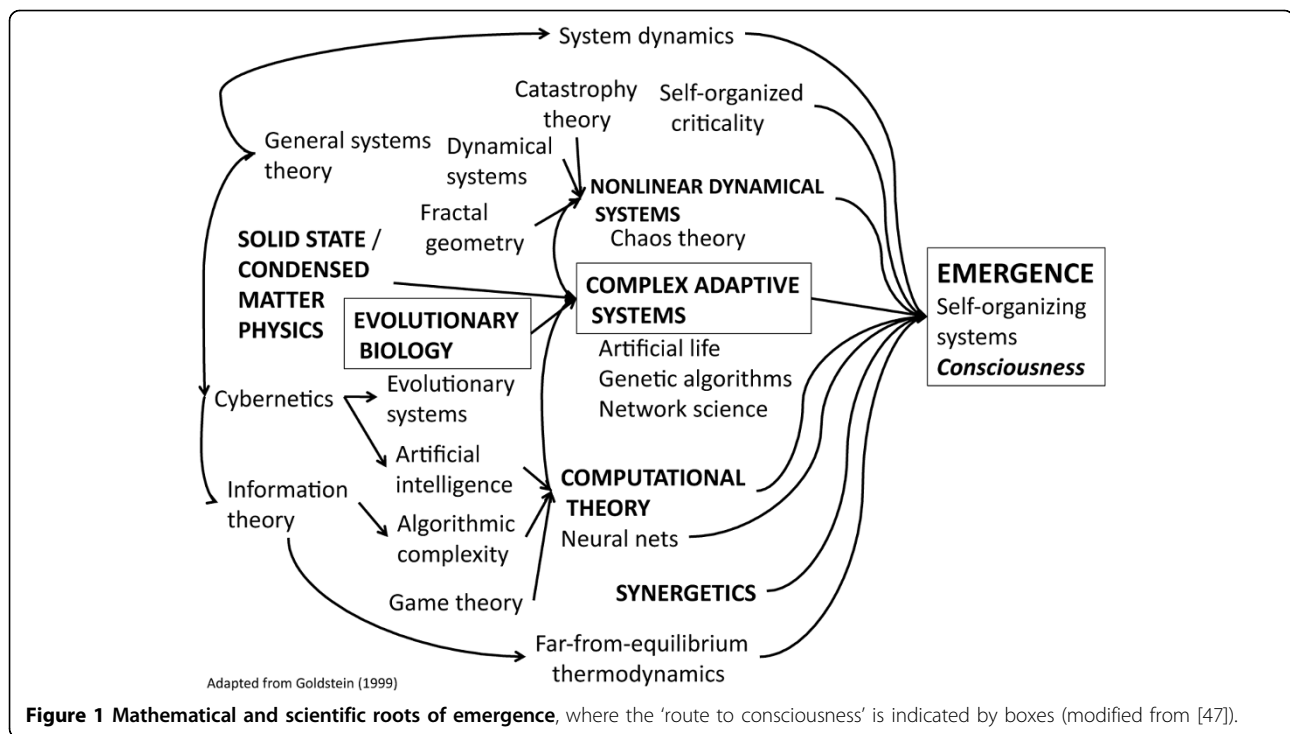 System dynamics
Catastrophy
theory
Self-organized
criticality
General systems
theory
Dynamical
systems
NONLINEAR DYNAMICAL
SYSTEMS
Chaos theory
Fractal
geometry
SOLID STATE /
CONDENSED
MATTER
PHYSICS
EVOLUTIONARY
BIOLOGY
COMPLEX ADAPTIVE
SYSTEMS
Artificial life
Genetic algorithms
Network science
EMERGENCE
Self-organizing
systems
Consciousness
Cybernetics
Evolutionary
systems
Artificial
intelligence
Information
theory
Algorithmic
complexity
COMPUTATIONAL
THEORY
Neural nets
Game theory
SYNERGETICS
Far-from-equilibrium
thermodynamics
Adapted from Goldstein (1999)
Figure 1 Mathematical and scientific roots of emergence, where the ‘route to consciousness’ is indicated by boxes (modified from [47]).